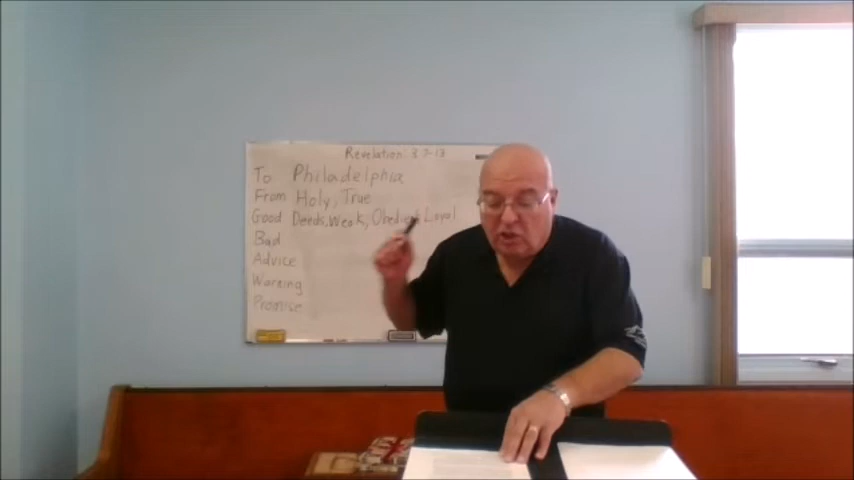 Revelation 3:7-13
To Philadelphia
From Holy, True
Good Deeds, Weak, Obedient Loyal
Bad
Advice
Warning
Promise